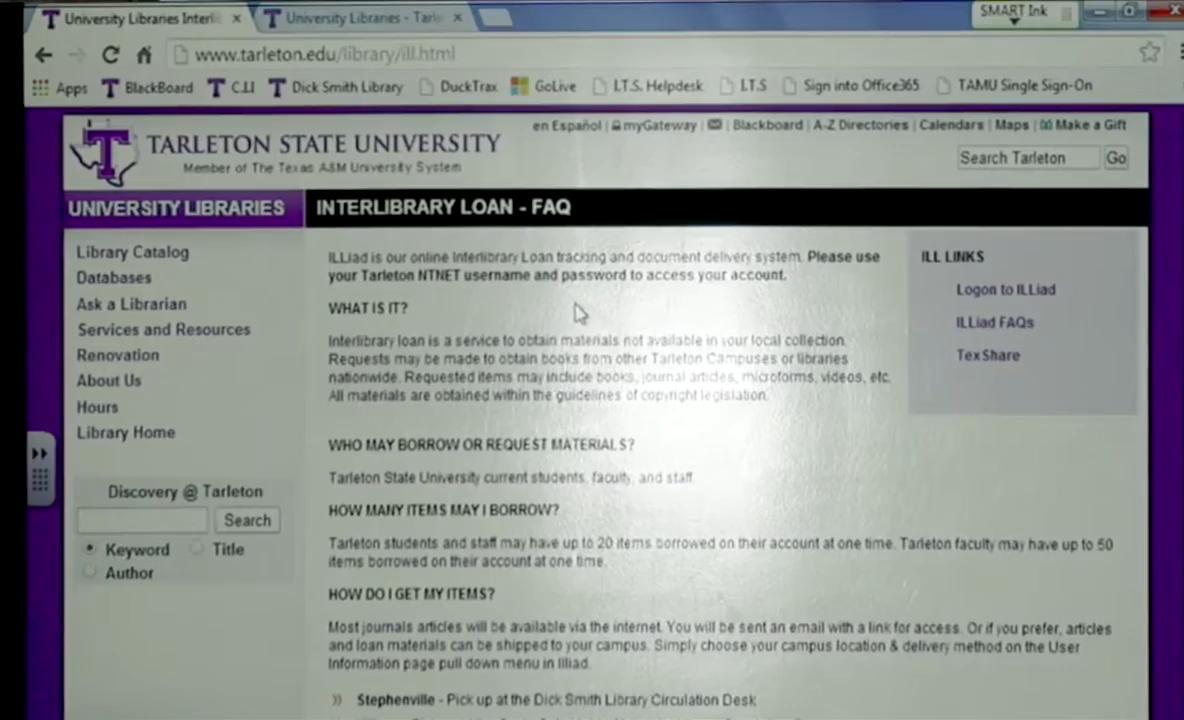 University Libraries Interli
University Libraries - Tarle
SMART Ink
www.tarleton.edu/library/ill.html
Apps BlackBoard C.I.I Dick Smith Library DuckTrax GoLive I.T.S. Helpdesk I.T.S Sign into Office365 TAMU Single Sign-On
TARLETON STATE UNIVERSITY
Member of The Texas A&M University System
en Español | myGateway | | Blackboard | A-Z Directories | Calendars | Maps | Make a Gift
Search Tarleton Go
UNIVERSITY LIBRARIES
INTERLIBRARY LOAN - FAQ
Library Catalog
Databases
Ask a Librarian
Services and Resources
Renovation
About Us
Hours
Library Home
Discovery @ Tarleton
Search
Keyword Title
Author
ILLiad is our online Interlibrary Loan tracking and document delivery system. Please use
your Tarleton NTNET username and password to access your account.
WHAT IS IT?
Interlibrary loan is a service to obtain materials not available in your local collection.
Requests may be made to obtain books from other Tarleton Campuses or libraries
nationwide. Requested items may include books, journal articles, microforms, videos, etc.
All materials are obtained within the guidelines of copyright legislation.
WHO MAY BORROW OR REQUEST MATERIALS?
Tarleton State University current students, faculty, and staff.
HOW MANY ITEMS MAY I BORROW?
Tarleton students and staff may have up to 20 items borrowed on their account at one time. Tarleton faculty may have up to 50
items borrowed on their account at one time.
HOW DO I GET MY ITEMS?
Most journals articles will be available via the internet. You will be sent an email with a link for access. Or if you prefer, articles
and loan materials can be shipped to your campus. Simply choose your campus location & delivery method on the User
Information page pull down menu in Illiad.
» Stephenville - Pick up at the Dick Smith Library Circulation Desk
ILL LINKS
Logon to ILLiad
ILLiad FAQs
TexShare